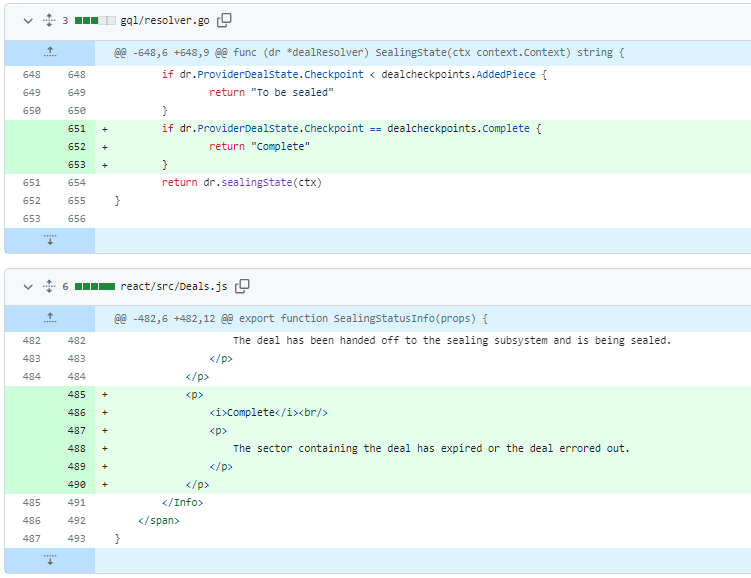 3 gql/resolver.go
@@ -648,6 +648,9 @@ func (dr *dealResolver) SealingState(ctx context.Context) string {
648 648 if dr.ProviderDealState.Checkpoint < dealcheckpoints.AddedPiece {
649 649 return "To be sealed"
650 650 }
651 + if dr.ProviderDealState.Checkpoint == dealcheckpoints.Complete {
652 + return "Complete"
653 + }
651 654 return dr.sealingState(ctx)
652 655 }
653 656
6 react/src/Deals.js
@@ -482,6 +482,12 @@ export function SealingStatusInfo(props) {
482 482 The deal has been handed off to the sealing subsystem and is being sealed.
483 483 </p>
484 484 </p>
485 + <p>
486 + <i>Complete</i><br/>
487 + <p>
488 + The sector containing the deal has expired or the deal errored out.
489 + </p>
490 + </p>
485 491 </Info>
486 492 </span>
487 493 }